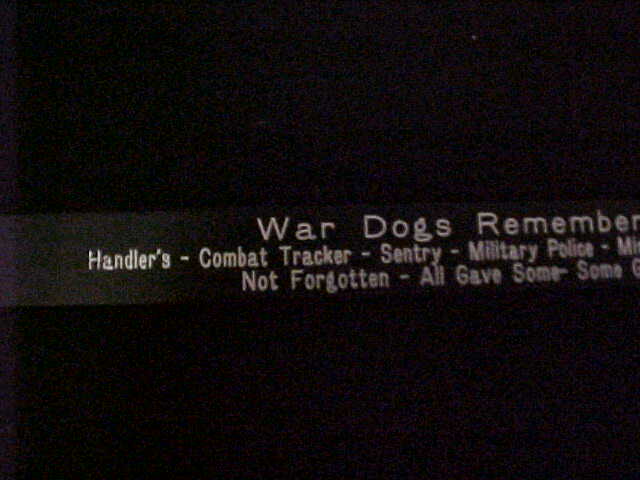 War Dogs Remember
Handler's - Combat Tracker - Sentry - Military Police - M
Not Forgotten - All Gave Some- Some G